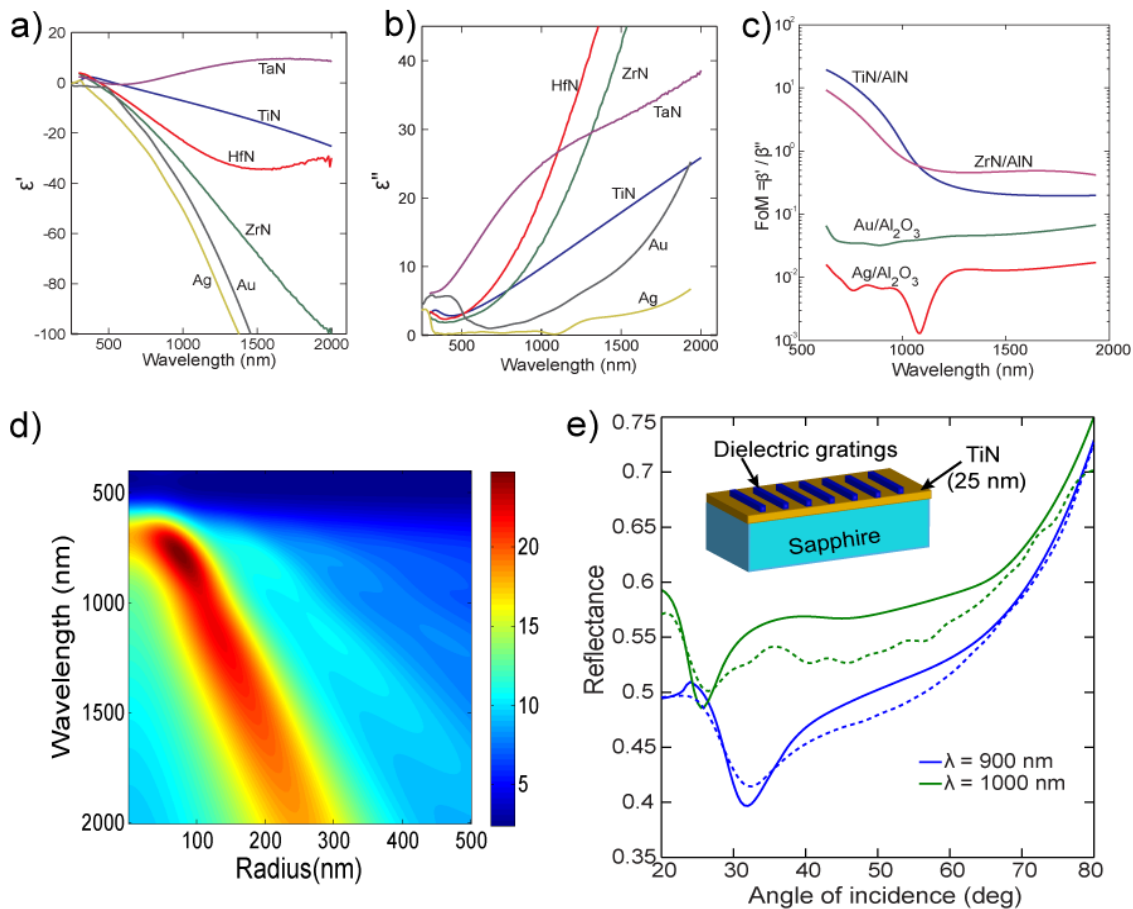 a)
20
0
-20
-40
-60
-80
-100
ε'
TaN
TiN
HfN
ZrN
Ag
Au
500
1000
1500
2000
Wavelength (nm)
b)
40
30
20
10
0
ε"
HfN
ZrN
TaN
TiN
Au
Ag
500
1000
1500
2000
Wavelength (nm)
c)
10²
10¹
10⁰
10⁻¹
10⁻²
10⁻³
FoM =β' / β"
TiN/AlN
ZrN/AlN
Au/Al₂O₃
Ag/Al₂O₃
500
1000
1500
2000
Wavelength (nm)
d)
500
1000
1500
2000
Wavelength (nm)
100
200
300
400
500
Radius(nm)
20
15
10
5
e)
0.75
0.7
0.65
0.6
0.55
0.5
0.45
0.4
0.35
Reflectance
Dielectric gratings
TiN
(25 nm)
Sapphire
λ = 900 nm
λ = 1000 nm
20
30
40
50
60
70
80
Angle of incidence (deg)